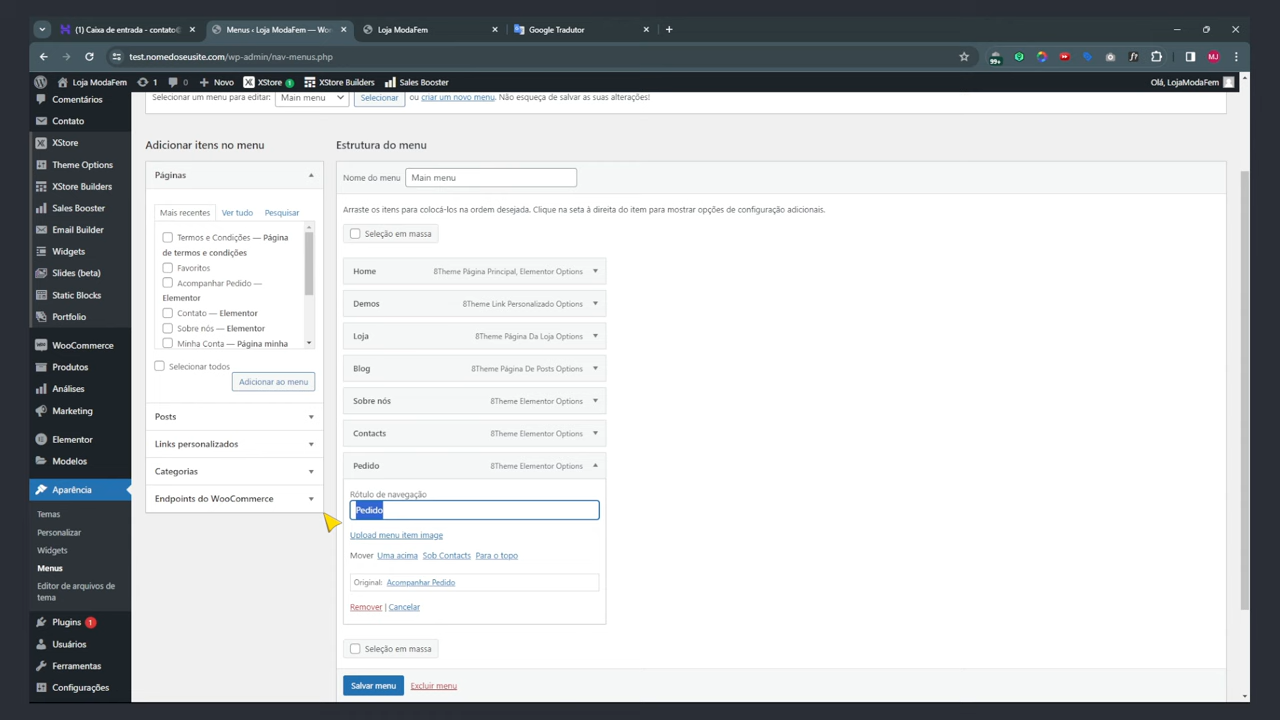 (1) Caixa de entrada - contato@
Menus ‹ Loja ModaFem — Wo
Loja ModaFem
Google Tradutor
test.nomedoseusite.com/wp-admin/nav-menus.php
99+
MJ
Loja ModaFem
1
0
Novo
XStore 1
XStore Builders
Sales Booster
Olá, LojaModaFem
Comentários
Contato
XStore
Theme Options
XStore Builders
Sales Booster
Email Builder
Widgets
Slides (beta)
Static Blocks
Portfolio
WooCommerce
Produtos
Análises
Marketing
Elementor
Modelos
Aparência
Temas
Personalizar
Widgets
Menus
Editor de arquivos de
tema
Plugins 1
Usuários
Ferramentas
Configurações
Selecionar um menu para editar: Main menu Selecionar ou criar um novo menu. Não esqueça de salvar as suas alterações!
Adicionar itens no menu
Páginas
Mais recentes Ver tudo Pesquisar
Termos e Condições — Página
de termos e condições
Favoritos
Acompanhar Pedido —
Elementor
Contato — Elementor
Sobre nós — Elementor
Minha Conta — Página minha
Selecionar todos
Adicionar ao menu
Posts
Links personalizados
Categorias
Endpoints do WooCommerce
Estrutura do menu
Nome do menu Main menu
Arraste os itens para colocá-los na ordem desejada. Clique na seta à direita do item para mostrar opções de configuração adicionais.
Seleção em massa
Home 8Theme Página Principal, Elementor Options
Demos 8Theme Link Personalizado Options
Loja 8Theme Página Da Loja Options
Blog 8Theme Página De Posts Options
Sobre nós 8Theme Elementor Options
Contacts 8Theme Elementor Options
Pedido 8Theme Elementor Options
Rótulo de navegação
Pedido
Upload menu item image
Mover Uma acima Sob Contacts Para o topo
Original: Acompanhar Pedido
Remover | Cancelar
Seleção em massa
Salvar menu Excluir menu